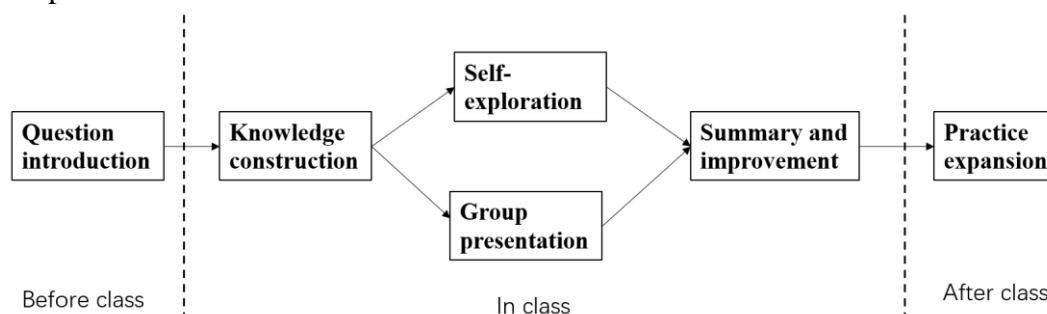 Question
introduction
Knowledge
construction
Self-
exploration
Group
presentation
Summary and
improvement
Practice
expansion
Before class
In class
After class